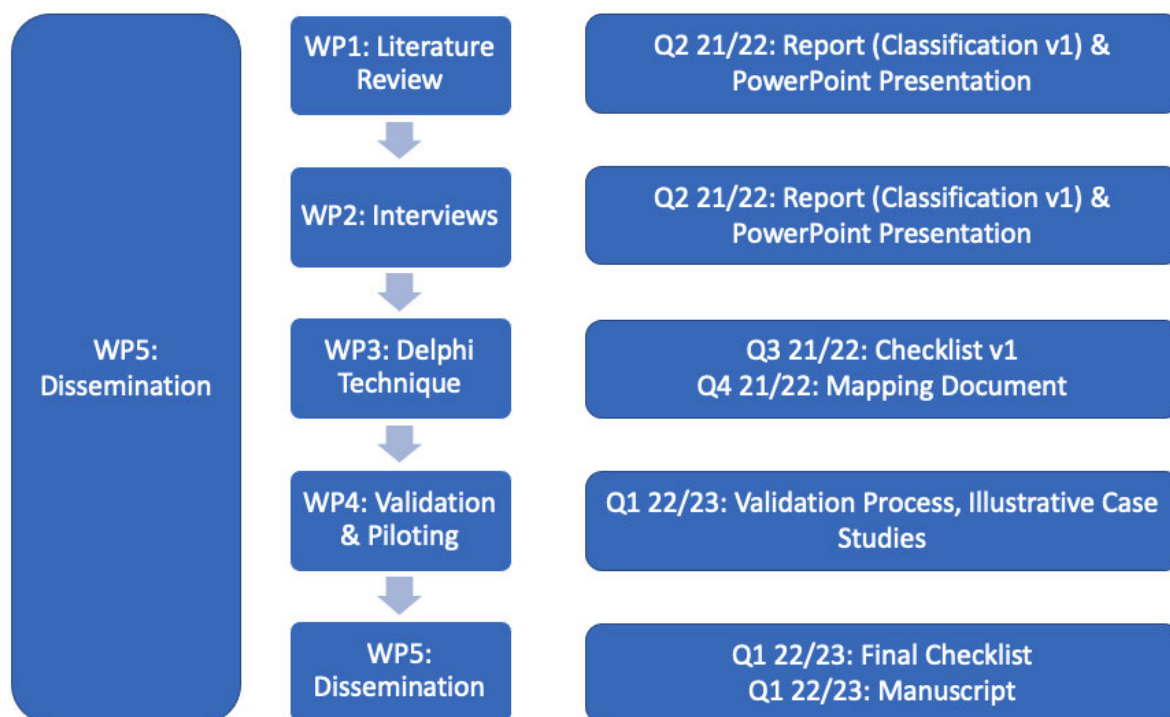 WP5:
Dissemination
WP1: Literature
Review
Q2 21/22: Report (Classification v1) &
PowerPoint Presentation
WP2: Interviews
Q2 21/22: Report (Classification v1) &
PowerPoint Presentation
WP3: Delphi
Technique
Q3 21/22: Checklist v1
Q4 21/22: Mapping Document
WP4: Validation
& Piloting
Q1 22/23: Validation Process, Illustrative Case
Studies
WP5:
Dissemination
Q1 22/23: Final Checklist
Q1 22/23: Manuscript